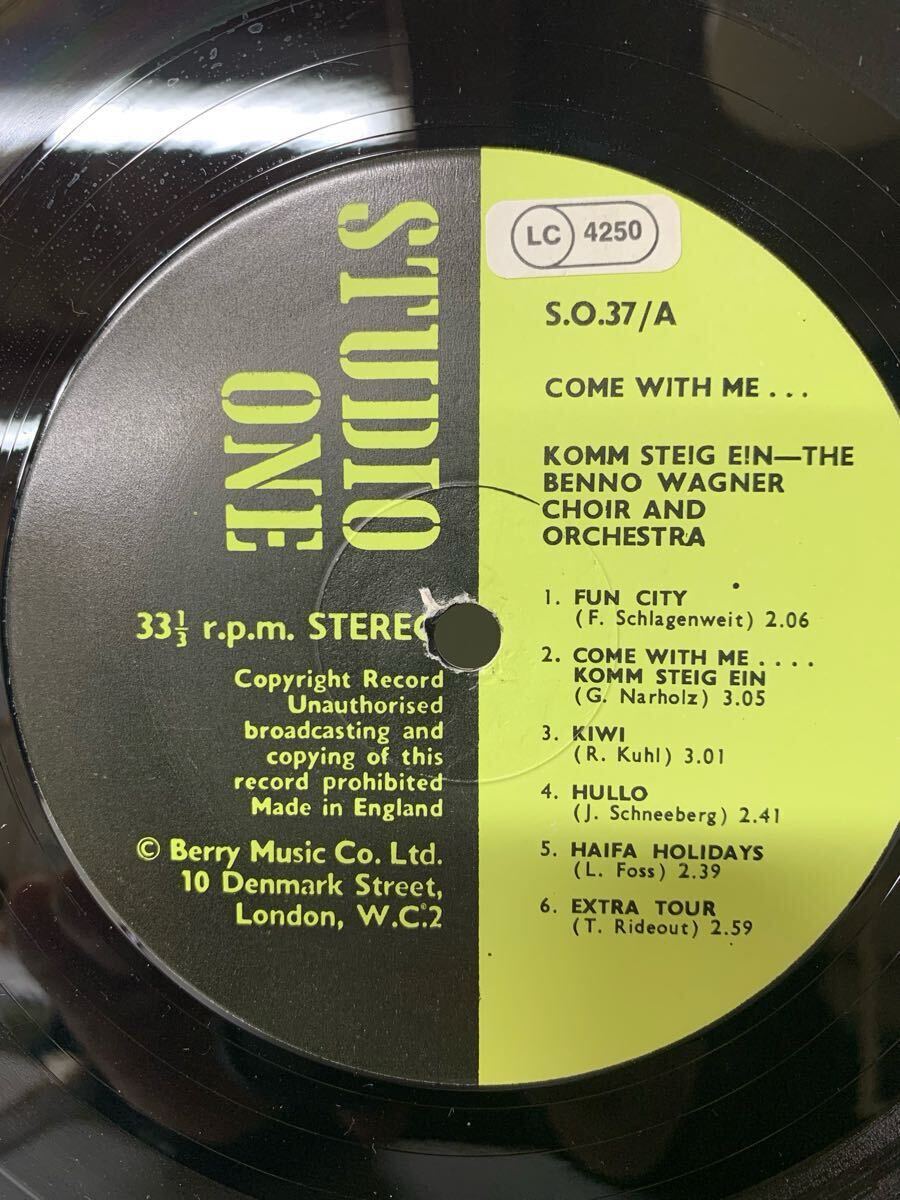 STUDIO
ONE
33⅓ r.p.m. STEREO
Copyright Record
Unauthorised
broadcasting and
copying of this
record prohibited
Made in England
© Berry Music Co. Ltd.
10 Denmark Street,
London, W.C.2
LC 4250
S.O.37/A
COME WITH ME...
KOMM STEIG E!N—THE
BENNO WAGNER
CHOIR AND
ORCHESTRA
1. FUN CITY
(F. Schlagenweit) 2.06
2. COME WITH ME....
KOMM STEIG EIN
(G. Narholz) 3.05
3. KIWI
(R. Kuhl) 3.01
4. HULLO
(J. Schneeberg) 2.41
5. HAIFA HOLIDAYS
(L. Foss) 2.39
6. EXTRA TOUR
(T. Rideout) 2.59